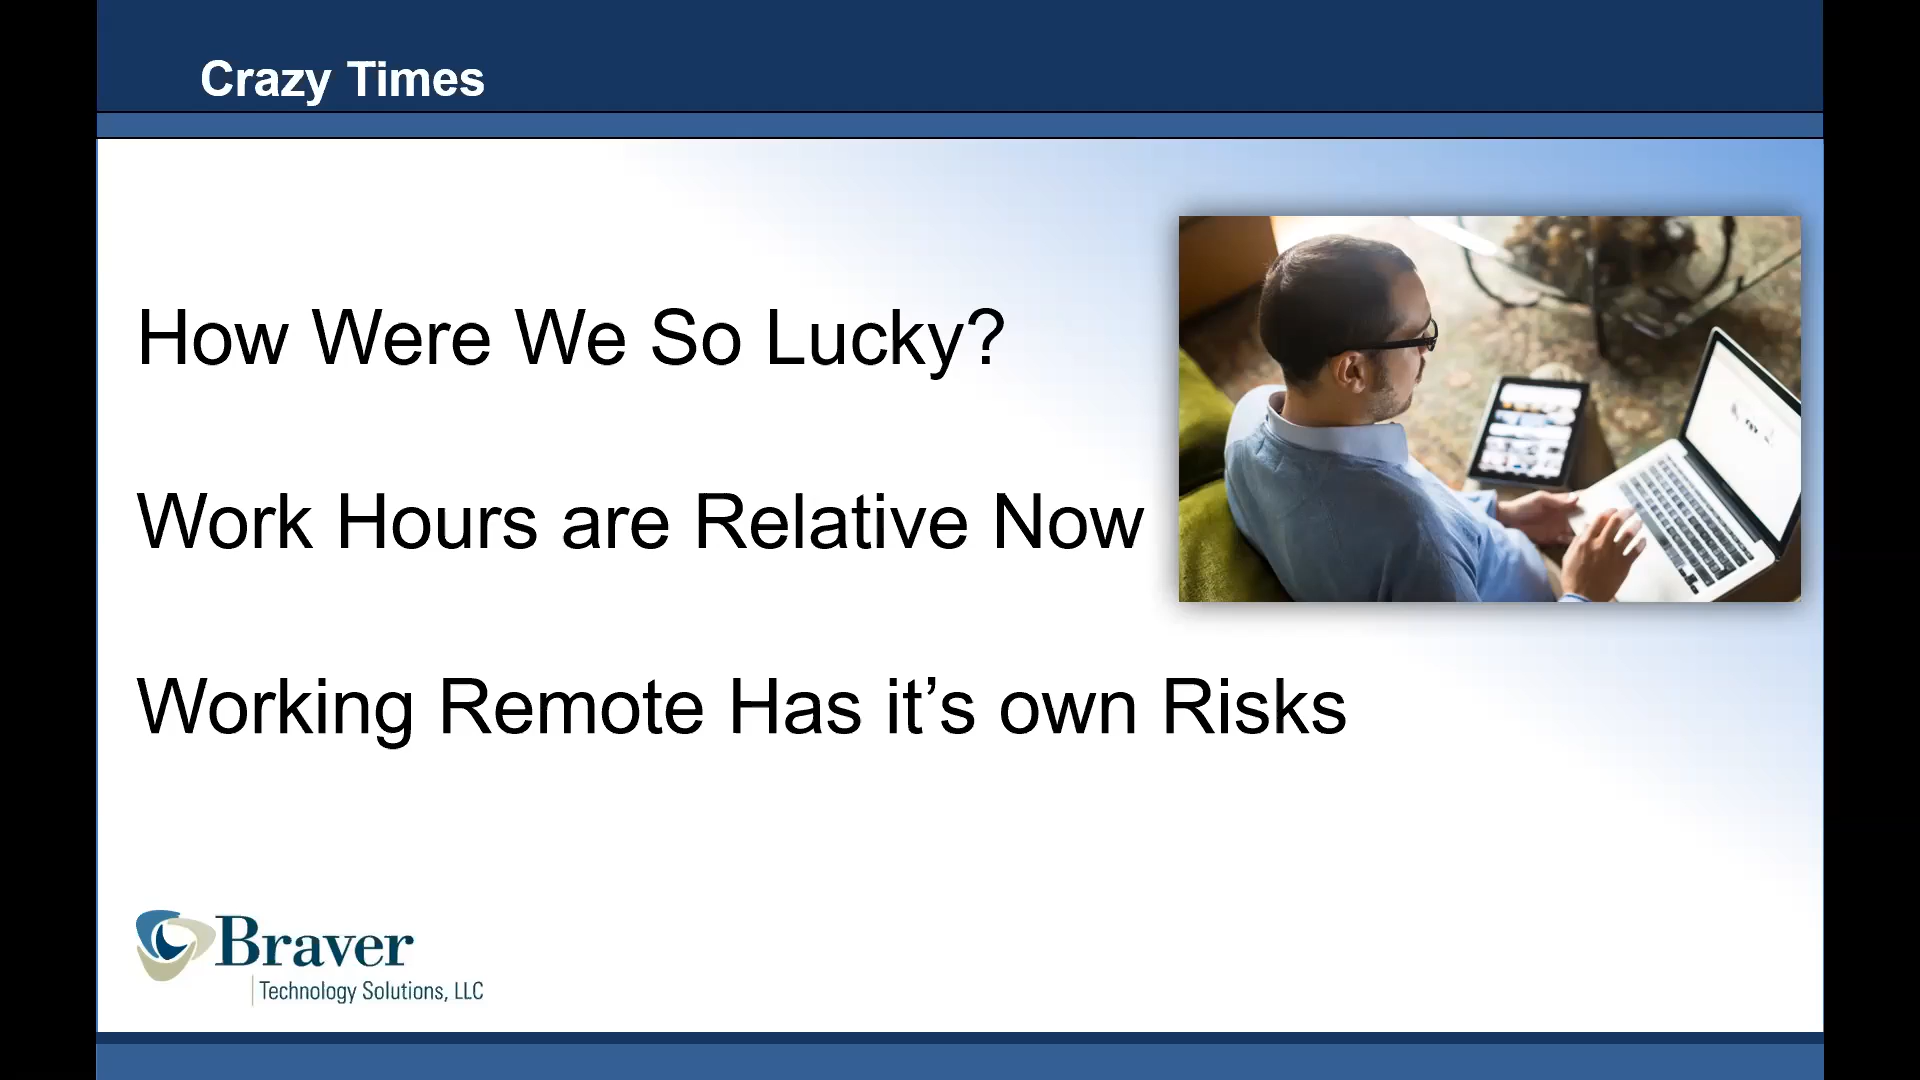 Crazy Times
How Were We So Lucky?
Work Hours are Relative Now
Working Remote Has it’s own Risks
Braver
Technology Solutions, LLC